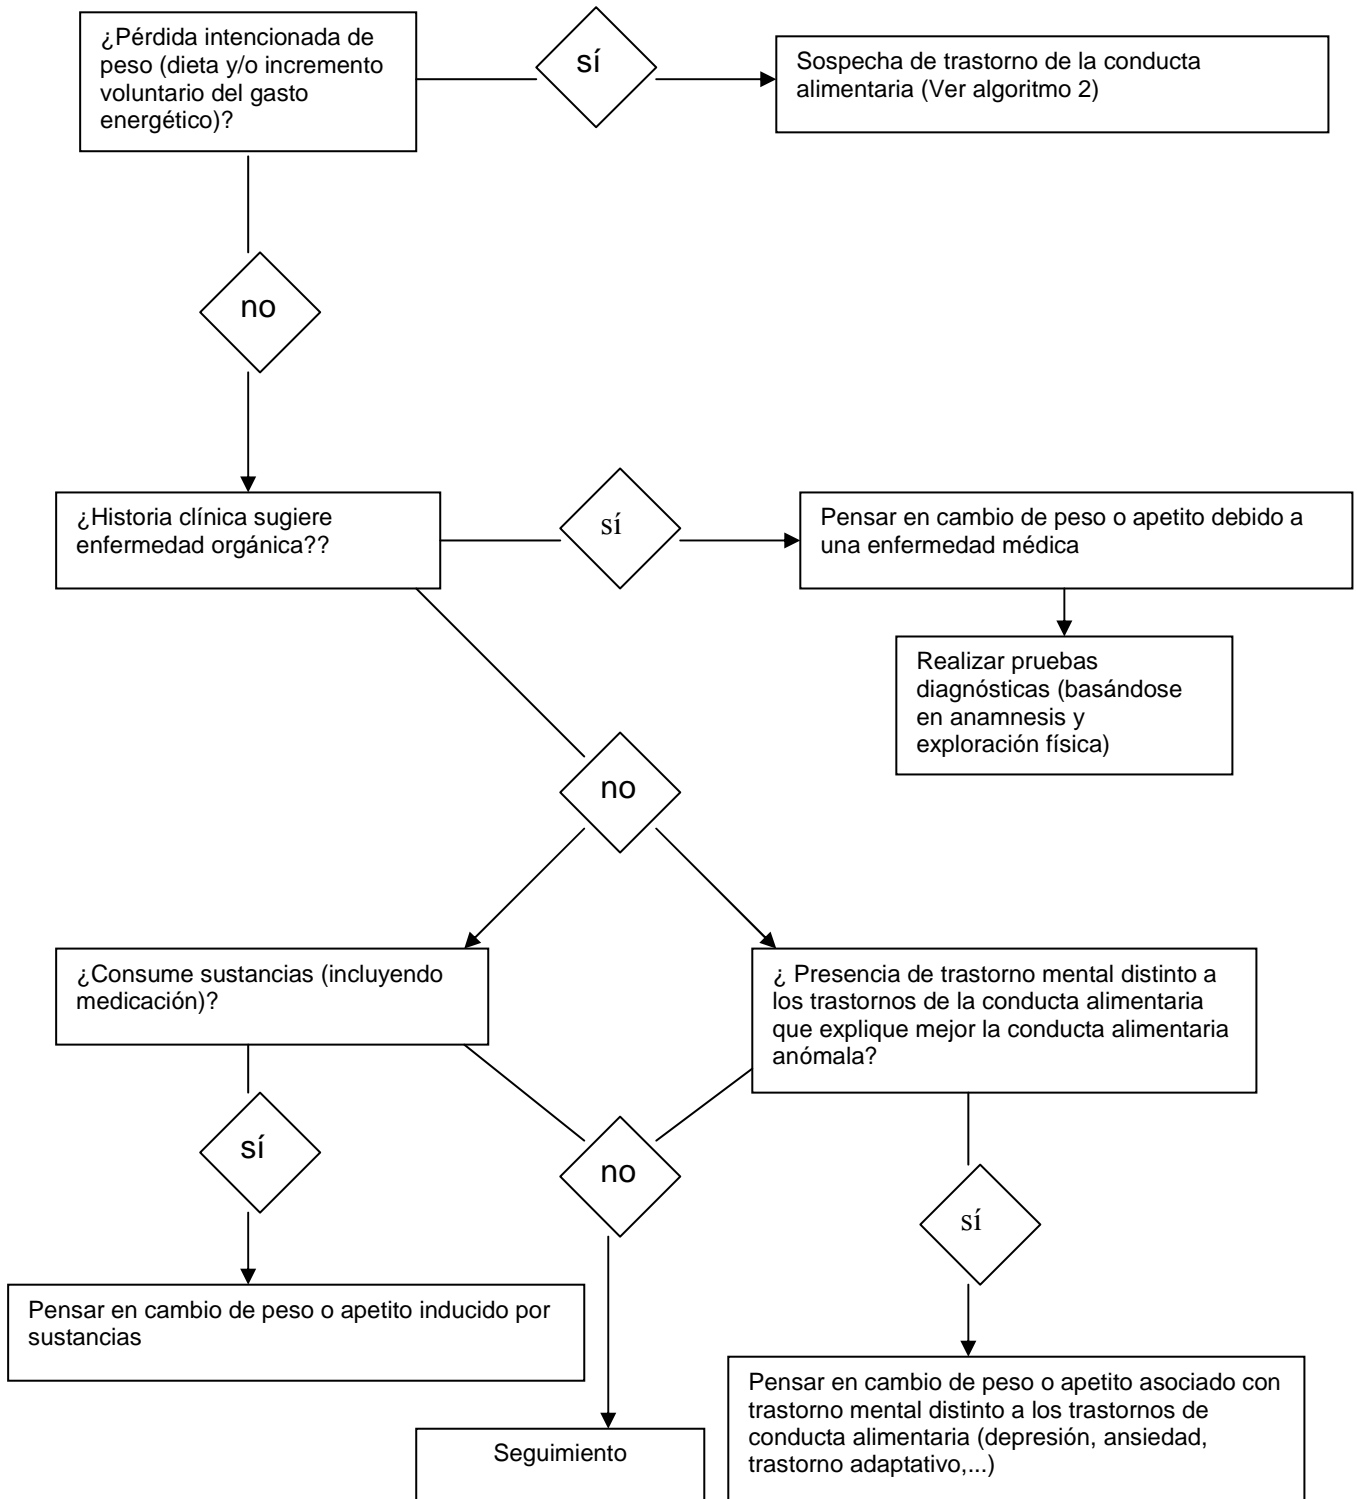 ¿Pérdida intencionada de
peso (dieta y/o incremento
voluntario del gasto
energético)?
sí
Sospecha de trastorno de la conducta
alimentaria (Ver algoritmo 2)
no
¿Historia clínica sugiere
enfermedad orgánica??
sí
Pensar en cambio de peso o apetito debido a
una enfermedad médica
Realizar pruebas
diagnósticas (basándose
en anamnesis y
exploración física)
no
¿Consume sustancias (incluyendo
medicación)?
¿ Presencia de trastorno mental distinto a
los trastornos de la conducta alimentaria
que explique mejor la conducta alimentaria
anómala?
sí
no
sí
Pensar en cambio de peso o apetito inducido por
sustancias
Seguimiento
Pensar en cambio de peso o apetito asociado con
trastorno mental distinto a los trastornos de
conducta alimentaria (depresión, ansiedad,
trastorno adaptativo,...)